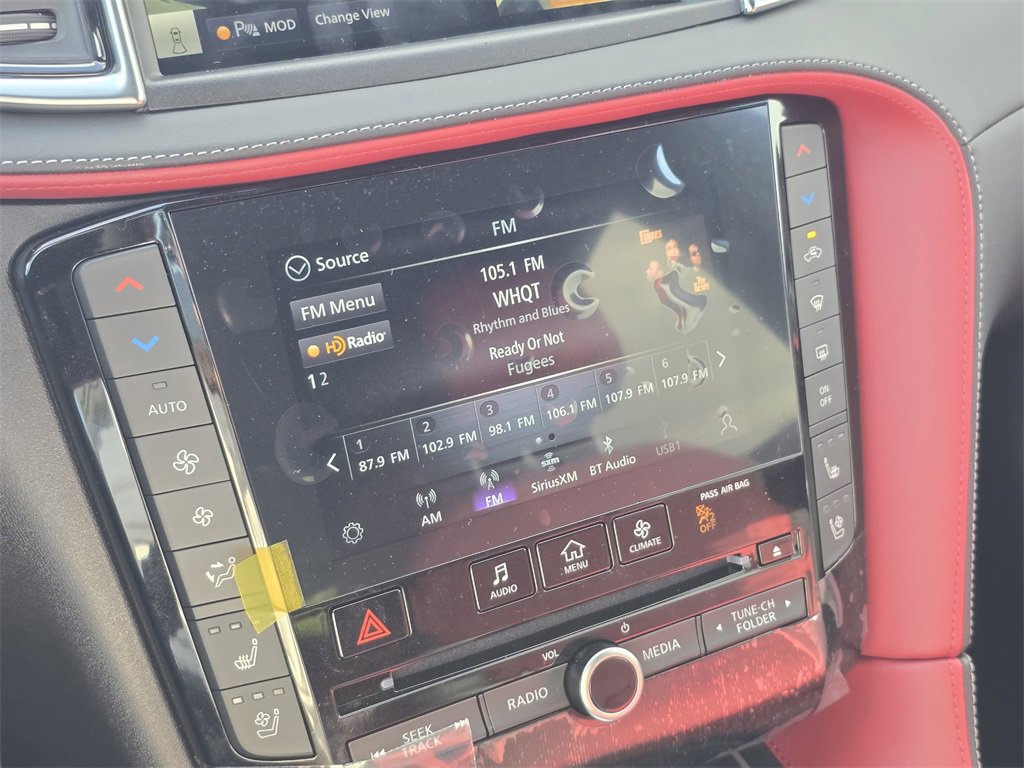 P MOD
Change View
FM
Source
105.1 FM
FM Menu
WHQT
Rhythm and Blues
HD Radio
Ready Or Not
Fugees
1 2
1 2 3 4 5 6
87.9 FM 102.9 FM 98.1 FM 106.1 FM 107.9 FM 107.9 FM
AM FM sxm SiriusXM BT Audio USB1
AUTO
ON
OFF
PASS AIR BAG
2
OFF
AUDIO
MENU
CLIMATE
VOL
RADIO
MEDIA
TUNE·CH
FOLDER
SEEK
TRACK